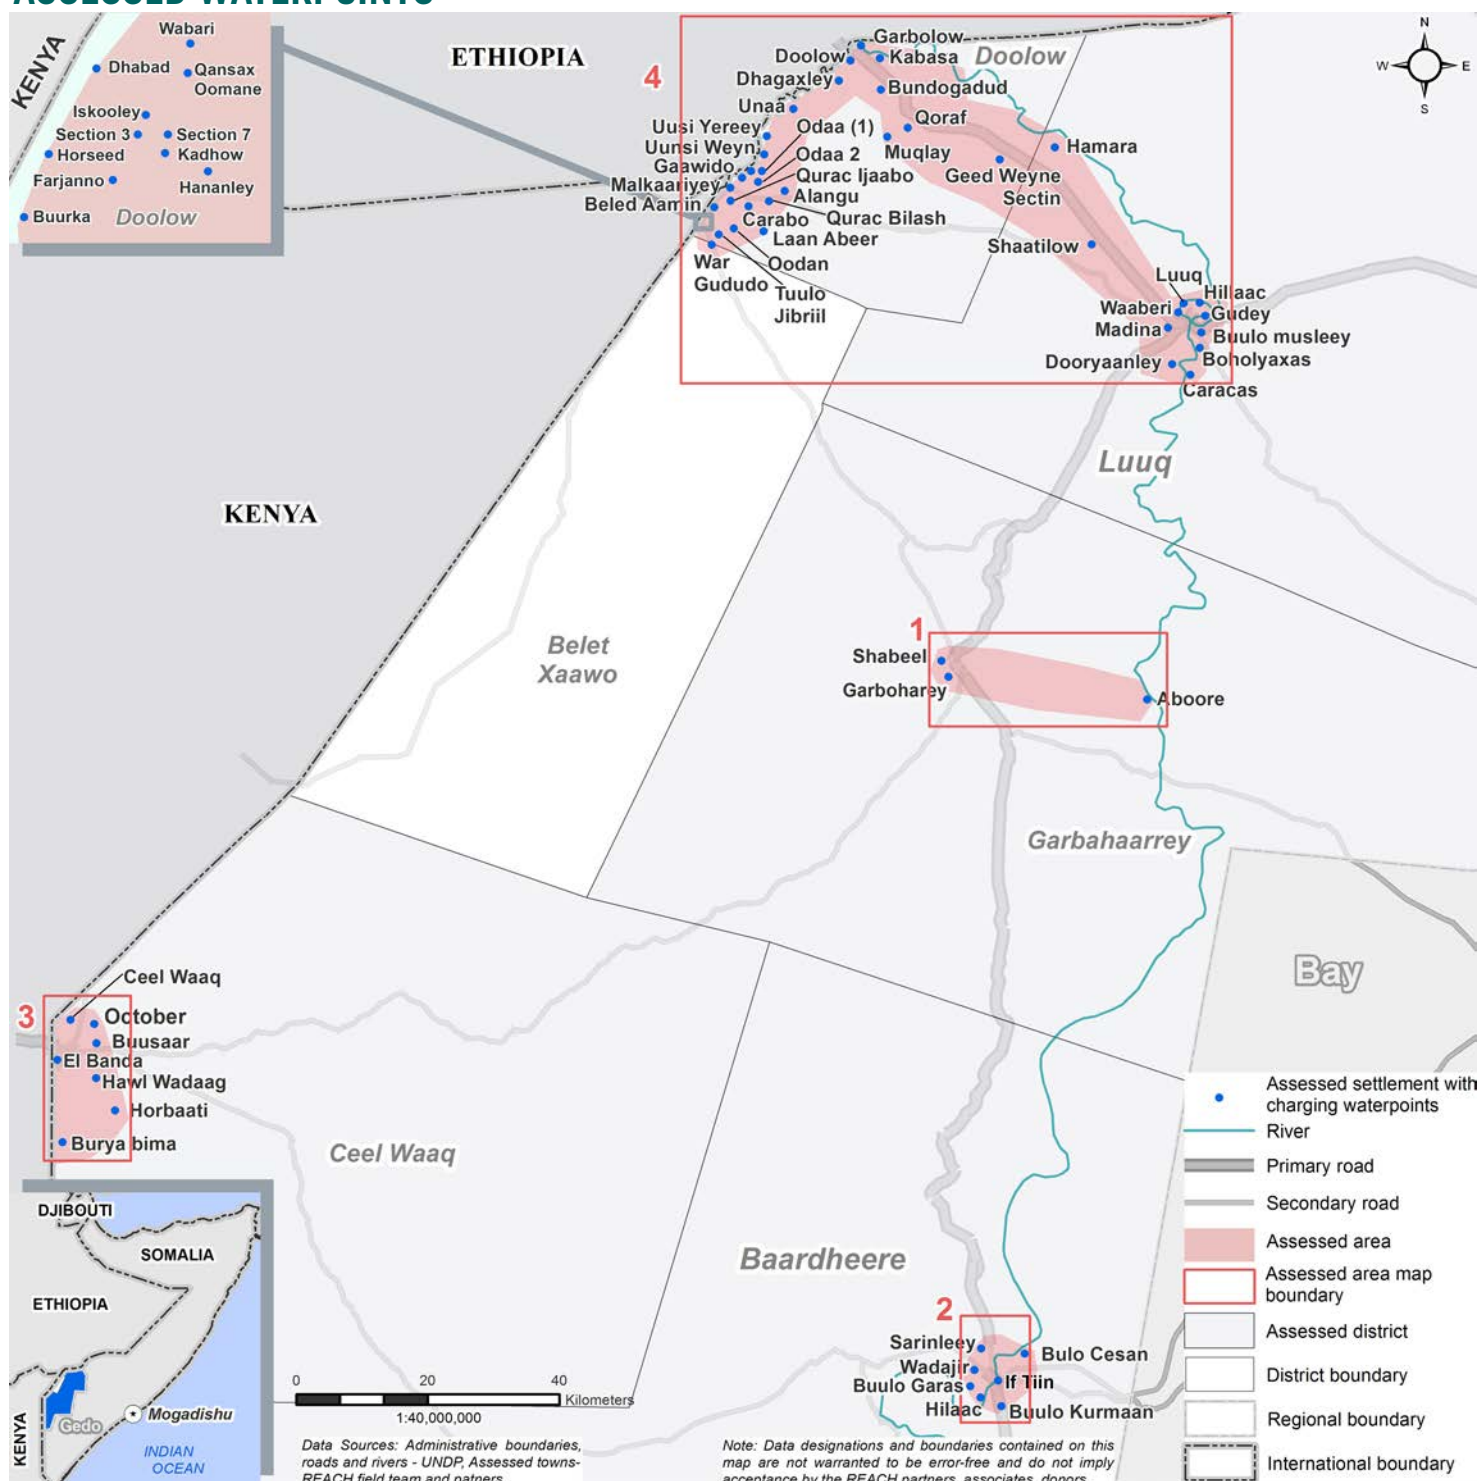 ASSESSED WATERPOINTS
KENYA
Wabari
Dhabad
Qansax
Oomane
Iskooley
Section 3
Section 7
Horseed
Kadhow
Farjanno
Hananley
Buurka
Doolow
ETHIOPIA
4
Garbolow
Doolow
Kabasa
Doolow
Dhagaxley
Bundogadud
Unaa
Qoraf
Uusi Yereey
Odaa (1)
Uunsi Weyn
Odaa 2
Muqlay
Hamara
Gaawido
Qurac Ijaabo
Geed Weyne
Sectin
Malkaariyey
Alangu
Beled Aamin
Carabo
Qurac Bilash
Laan Abeer
Shaatilow
War
Gududo
Oodan
Tuulo
Jibriil
Luuq
Hillaac
Waaberi
Gudey
Madina
Buulo musleey
Dooryaanley
Boholyaxas
Caracas
N
W
E
S
Luuq
KENYA
Belet
Xaawo
1
Shabeel
Garboharey
Aboore
Garbahaarrey
Bay
3
Ceel Waaq
October
Buusaar
El Banda
Hawl Wadaag
Horbaati
Burya bima
Ceel Waaq
Baardheere
2
Sarinleey
Bulo Cesan
Wadajir
If Tiin
Buulo Garas
Hilaac
Buulo Kurmaan
DJIBOUTI
SOMALIA
ETHIOPIA
KENYA
Gedo
Mogadishu
INDIAN
OCEAN
0
20
40
Kilometers
1:40,000,000
Data Sources: Administrative boundaries,
roads and rivers - UNDP, Assessed towns-
REACH field team and patners
Note: Data designations and boundaries contained on this
map are not warranted to be error-free and do not imply
acceptance by the REACH partners, associates, donors
Assessed settlement with
charging waterpoints
River
Primary road
Secondary road
Assessed area
Assessed area map
boundary
Assessed district
District boundary
Regional boundary
International boundary